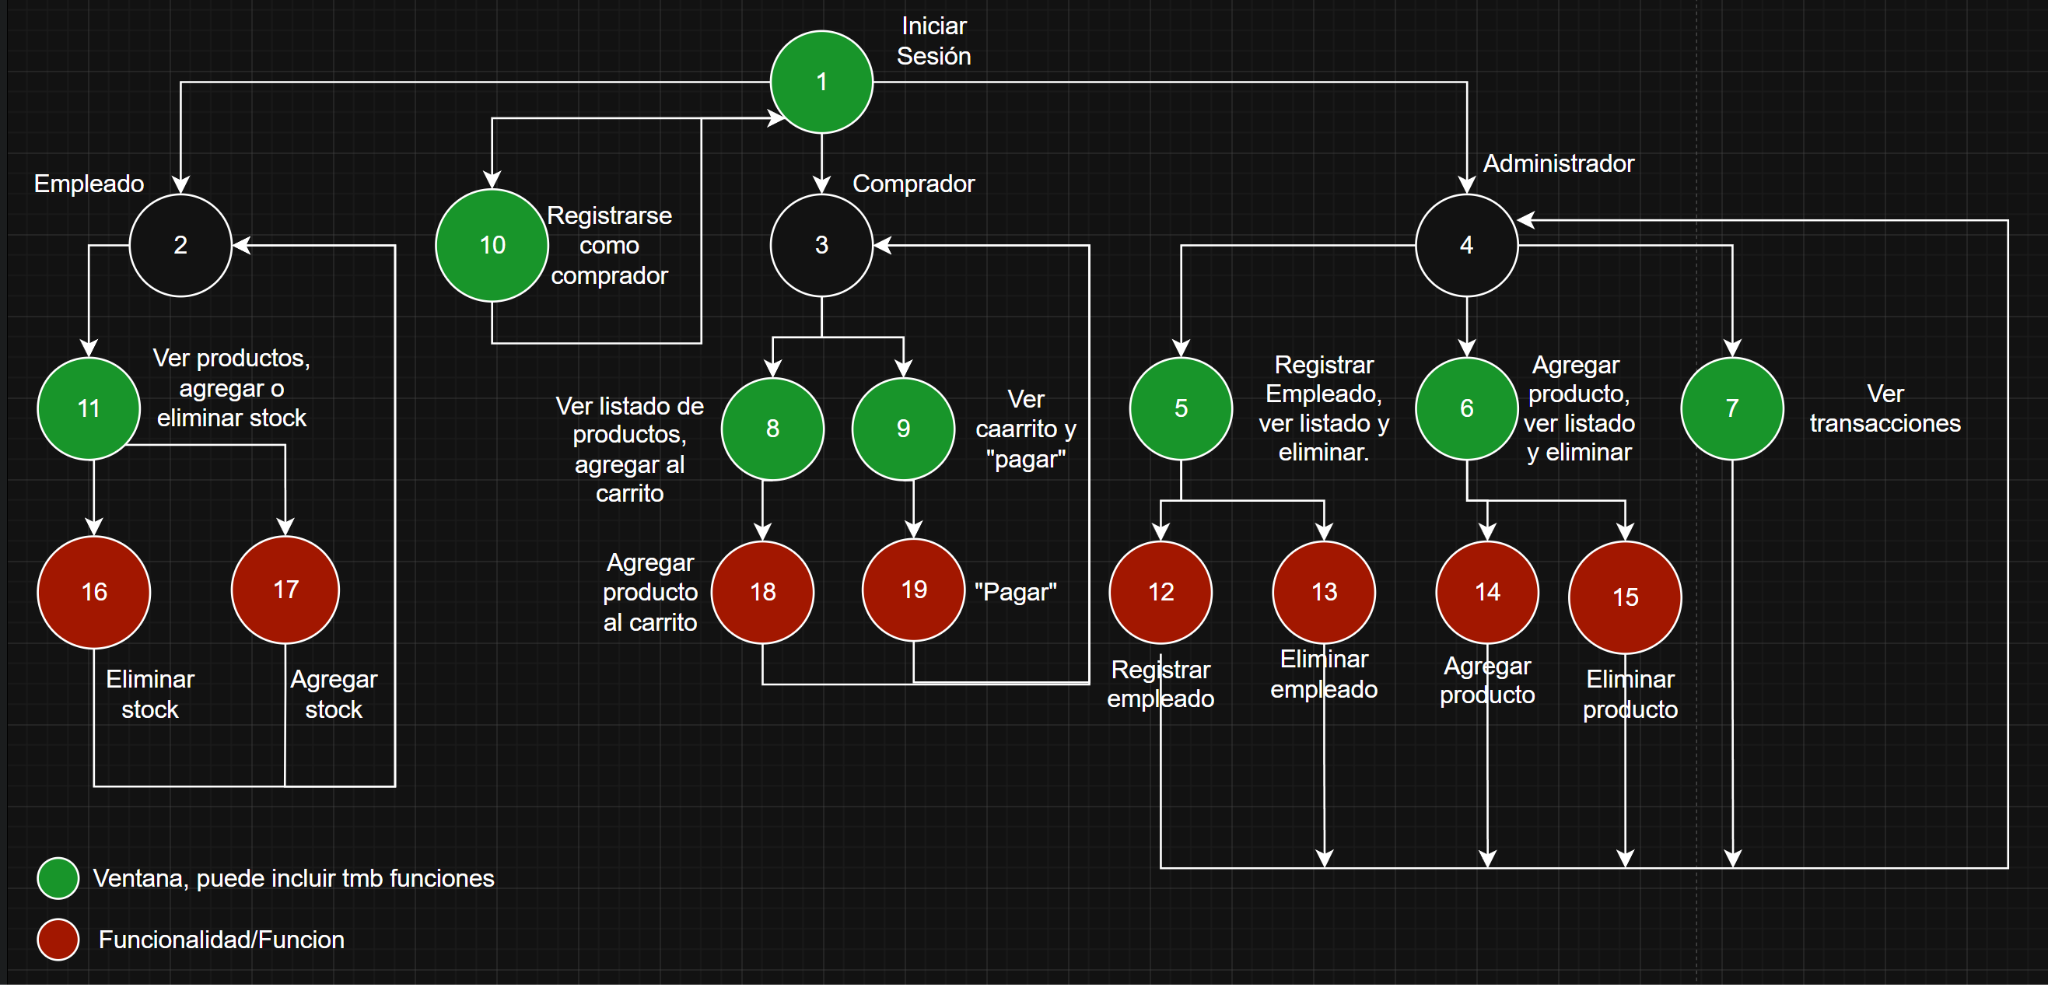 Iniciar
Sesión
1
Administrador
Empleado
Comprador
2
10
Registrarse
como
comprador
3
4
11
Ver productos,
agregar o
eliminar stock
Ver listado de
productos,
agregar al
carrito
8
9
Ver
caarrito y
"pagar"
5
Registrar
Empleado,
ver listado y
eliminar.
6
Agregar
producto,
ver listado
y eliminar
7
Ver
transacciones
16
17
Agregar
producto
al carrito
18
19
"Pagar"
12
13
14
15
Eliminar
stock
Agregar
stock
Registrar
empleado
Eliminar
empleado
Agregar
producto
Eliminar
producto
Ventana, puede incluir tmb funciones
Funcionalidad/Funcion